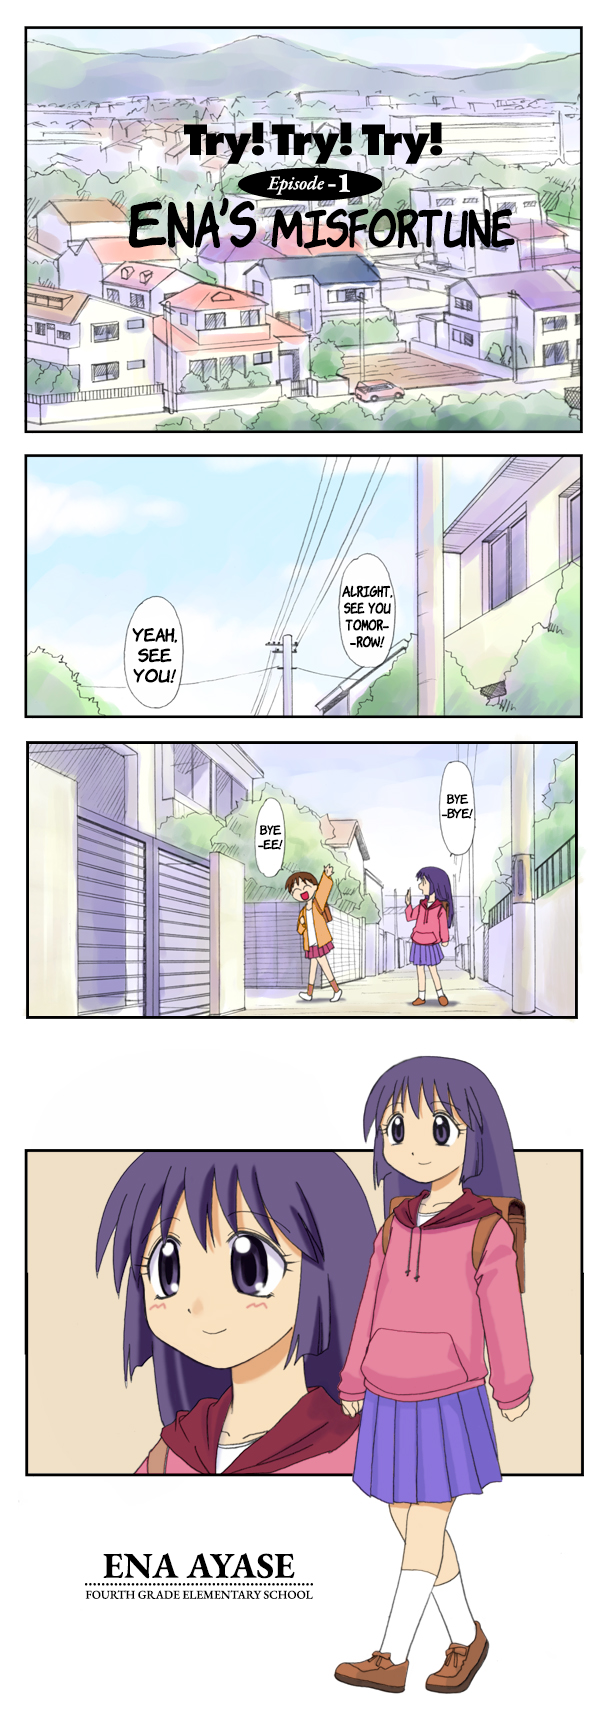 Try! Try! Try!
Episode -1
ENA'S MISFORTUNE
ALRIGHT,
SEE YOU
TOMOR-
-ROW!
YEAH,
SEE
YOU!
BYE
-BYE!
BYE
-EE!
ENA AYASE
FOURTH GRADE ELEMENTARY SCHOOL